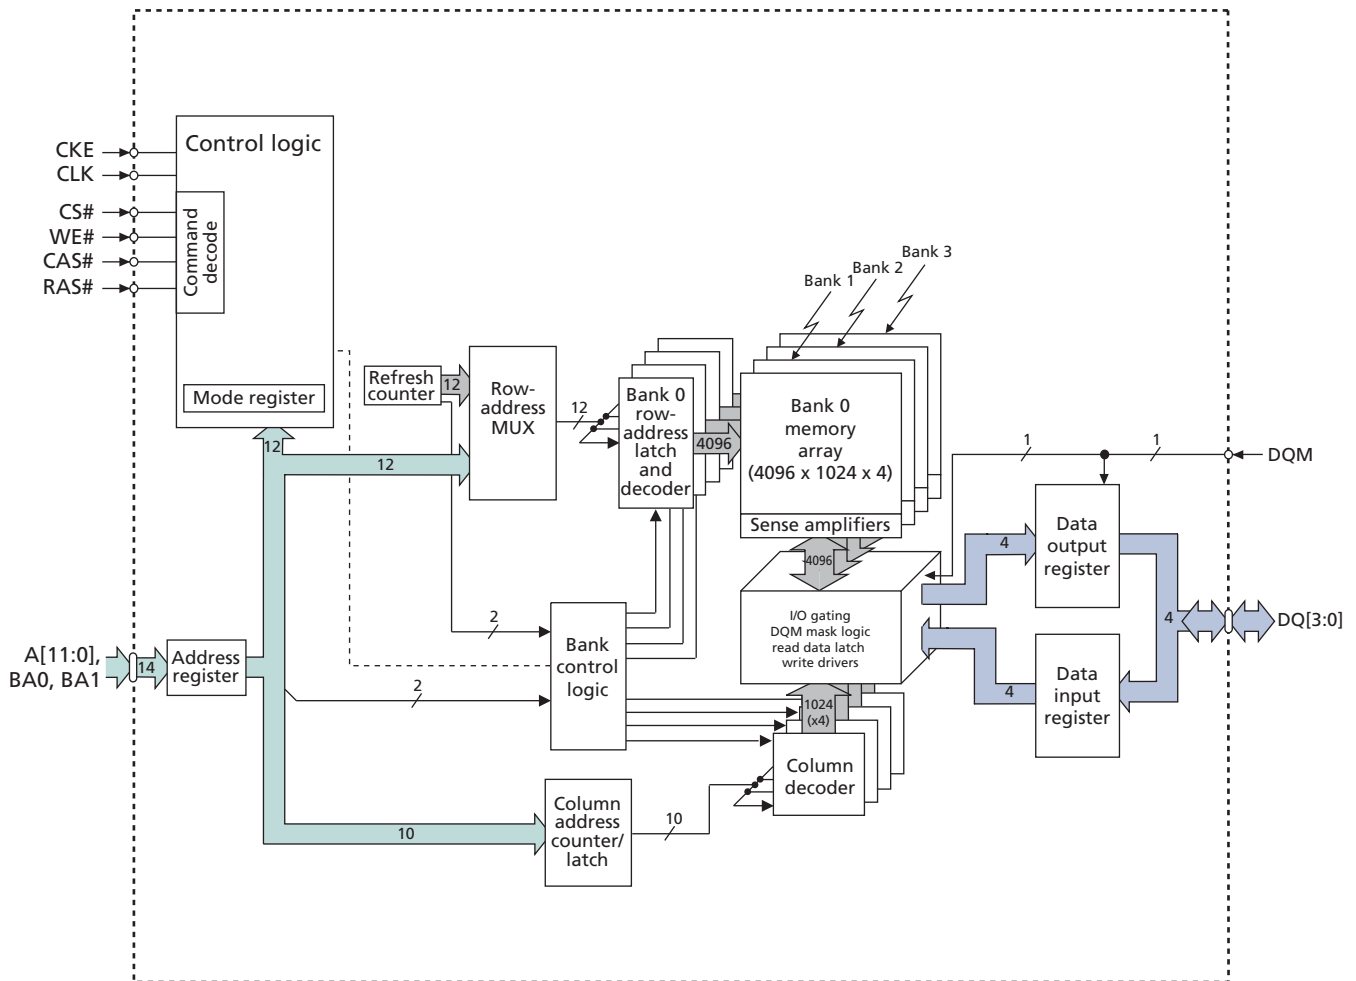 Control logic
CKE
CLK
CS#
WE#
CAS#
RAS#
Command
decode
Mode register
Bank 3
Bank 2
Bank 1
Refresh
counter
12
Row-
address
MUX
12
Bank 0
row-
address
latch
and
decoder
4096
Bank 0
memory
array
(4096 x 1024 x 4)
Sense amplifiers
12
12
4096
1
1
DQM
Data
output
register
4
I/O gating
DQM mask logic
read data latch
write drivers
4
DQ[3:0]
Data
input
register
4
2
Bank
control
logic
2
A[11:0],
BA0, BA1
14
Address
register
1024
(x4)
Column
decoder
Column
address
counter/
latch
10
10